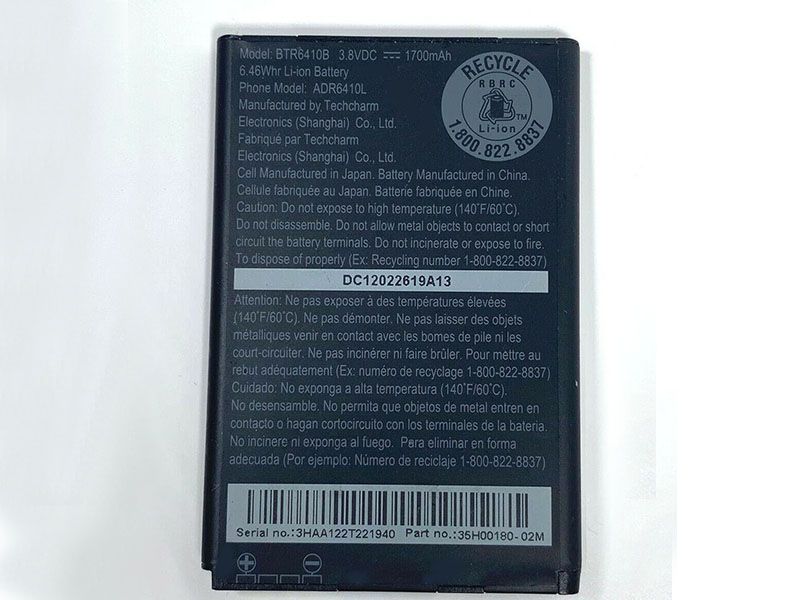 Model: BTR6410B 3.8VDC ⎓ 1700mAh
6.46Whr Li-ion Battery
Phone Model: ADR6410L
Manufactured by Techcharm
Electronics (Shanghai) Co., Ltd.
Fabriqué par Techcharm
Electronics (Shanghai) Co., Ltd.
RECYCLE
RBRC
TM
Li-ion
1.800.822.8837
Cell Manufactured in Japan. Battery Manufactured in China.
Cellule fabriquée au Japan. Batterie fabriquée en China.
Caution: Do not expose to high temperature (140°F/60°C).
Do not disassemble. Do not allow metal objects to contact or short
circuit the battery terminals. Do not incinerate or expose to fire.
To dispose of properly (Ex: Recycling number 1-800-822-8837)
DC12022619A13
Attention: Ne pas exposer à des températures élevées
(140°F/60°C). Ne pas démonter. Ne pas laisser des objets
métalliques venir en contact avec les bornes de pile ni les
court-circuiter. Ne pas incinérer ni faire brûler. Pour mettre au
rebut adéquatement (Ex: numéro de recyclage 1-800-822-8837)
Cuidado: No exponga a alta temperatura (140°F/60°C).
No desensamble. No permita que objetos de metal entren en
contacto o hagan cortocircuito con los terminales de la bateria.
No incinere ni exponga al fuego. Para eliminar en forma
adecuada (Por ejemplo: Número de reciclaje 1-800-822-8837)
Serial no.:3HAA122T221940 Part no.:35H00180-02M
+ −